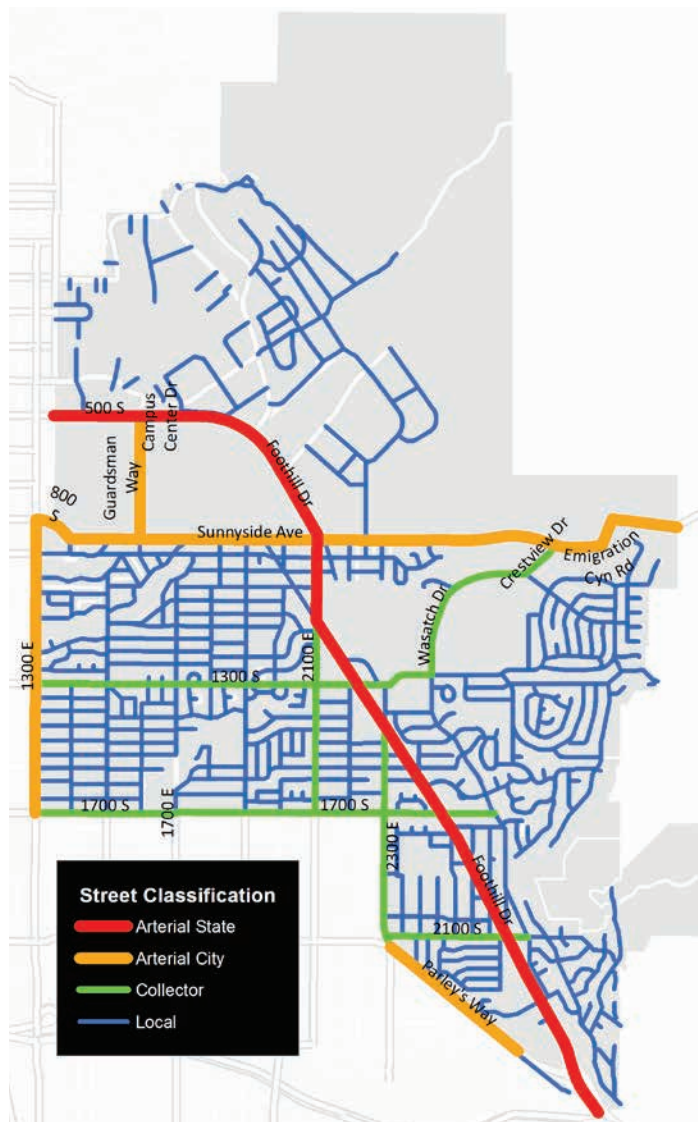 500 S
Campus
Center Dr
Guardsman
Way
Foothill Dr
800
S
Sunnyside Ave
Crestview Dr
Emigration
Cyn Rd
Wasatch Dr
1300 E
2100 E
1300 S
1700 S
1700 E
1700 S
2300 E
Foothill Dr
2100 S
Parley's Way
Street Classification
Arterial State
Arterial City
Collector
Local